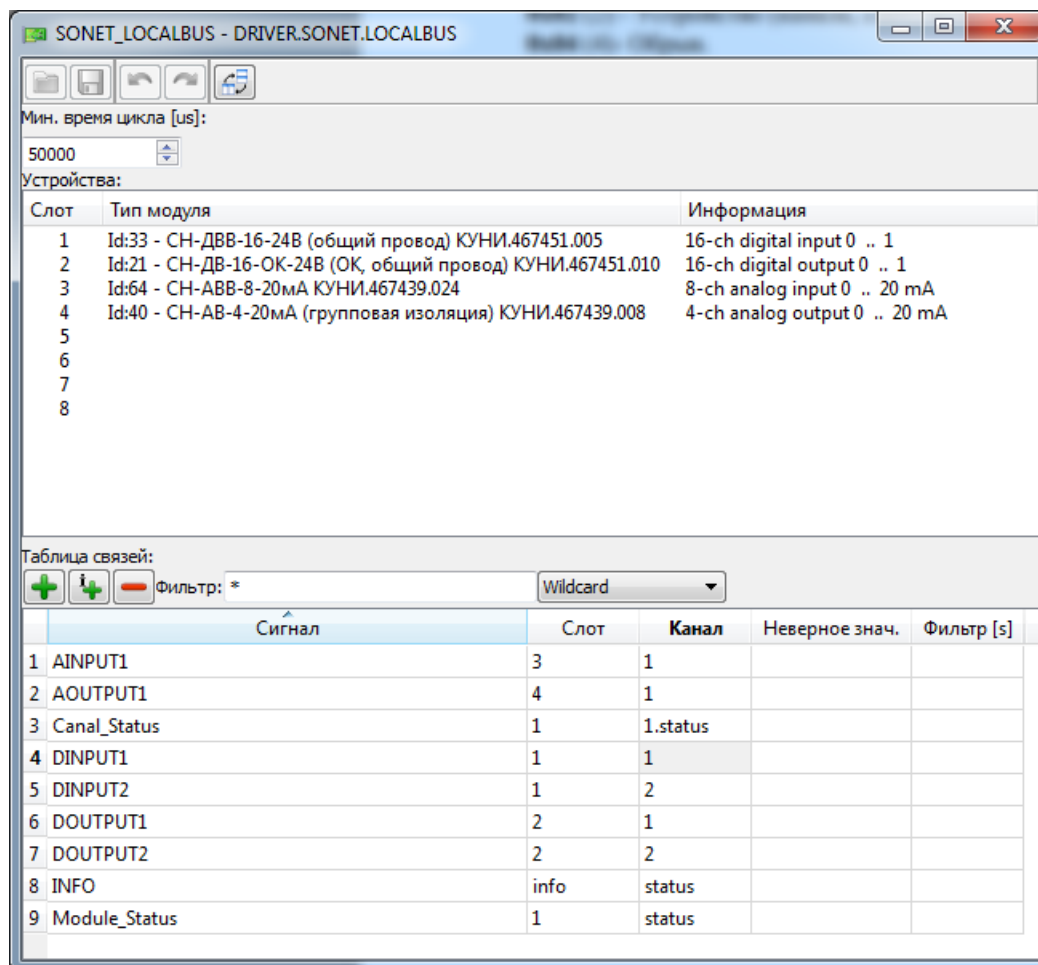 SONET_LOCALBUS - DRIVER.SONET.LOCALBUS
Мин. время цикла [us]:
50000
Устройства:
Слот Тип модуля Информация
1 Id:33 - СН-ДВВ-16-24В (общий провод) КУНИ.467451.005 16-ch digital input 0 .. 1
2 Id:21 - СН-ДВ-16-ОК-24В (ОК, общий провод) КУНИ.467451.010 16-ch digital output 0 .. 1
3 Id:64 - СН-АВВ-8-20мА КУНИ.467439.024 8-ch analog input 0 .. 20 mA
4 Id:40 - СН-АВ-4-20мА (групповая изоляция) КУНИ.467439.008 4-ch analog output 0 .. 20 mA
5
6
7
8
Таблица связей:
Фильтр: * Wildcard
Сигнал Слот Канал Неверное знач. Фильтр [s]
1 AINPUT1 3 1
2 AOUTPUT1 4 1
3 Canal_Status 1 1.status
4 DINPUT1 1 1
5 DINPUT2 1 2
6 DOUTPUT1 2 1
7 DOUTPUT2 2 2
8 INFO info status
9 Module_Status 1 status